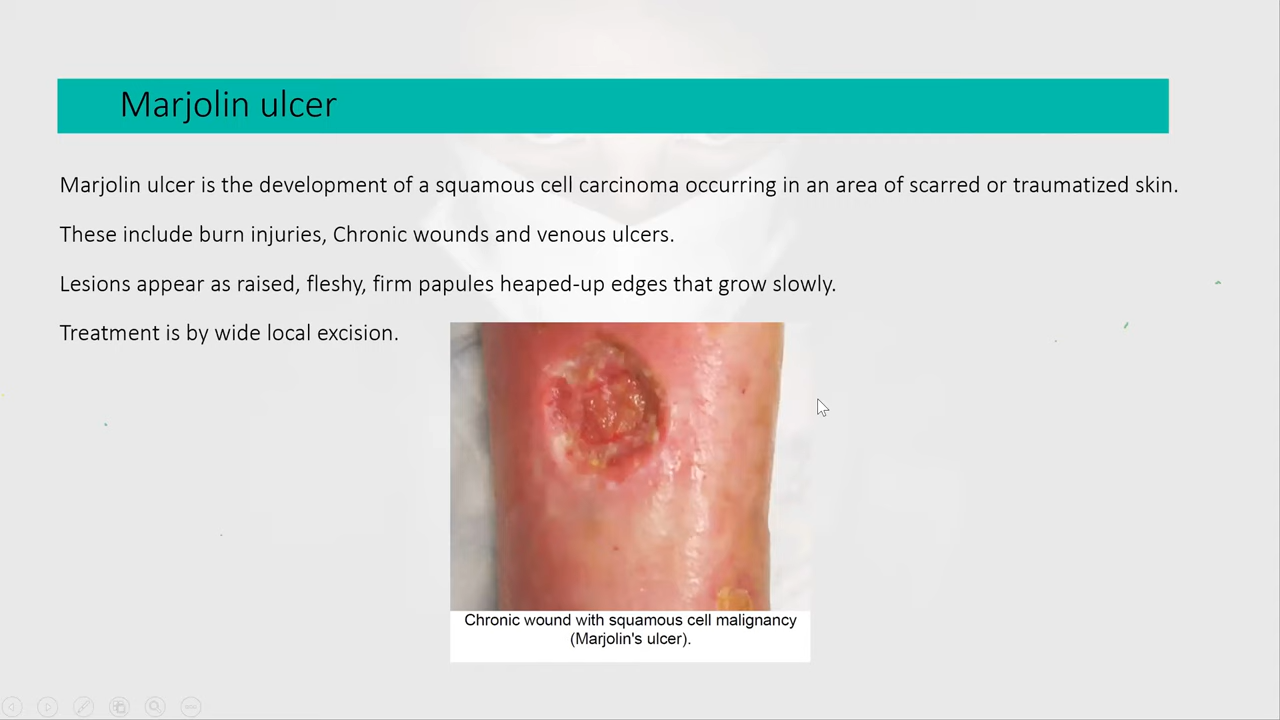 Marjolin ulcer
Marjolin ulcer is the development of a squamous cell carcinoma occurring in an area of scarred or traumatized skin.
These include burn injuries, Chronic wounds and venous ulcers.
Lesions appear as raised, fleshy, firm papules heaped-up edges that grow slowly.
Treatment is by wide local excision.
Chronic wound with squamous cell malignancy
(Marjolin's ulcer).